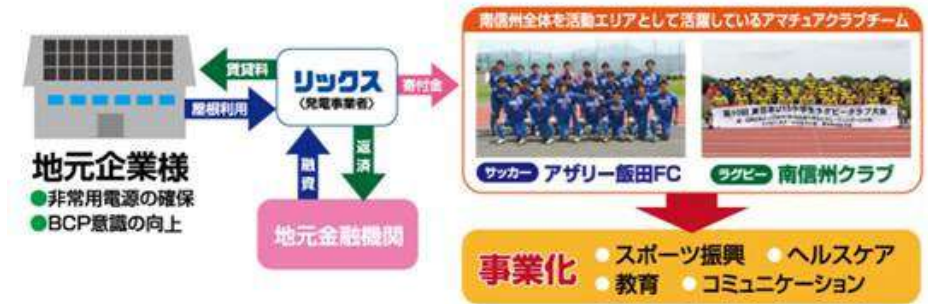 南信州全体を活動エリアとして活躍しているアマチュアクラブチーム
賃貸料
屋根利用
リックス
〈発電事業者〉
寄付金
融資
返済
地元企業様
●非常用電源の確保
●BCP意識の向上
地元金融機関
サッカー アザリー飯田FC
ラグビー 南信州クラブ
事業化
●スポーツ振興 ●ヘルスケア
●教育 ●コミュニケーション